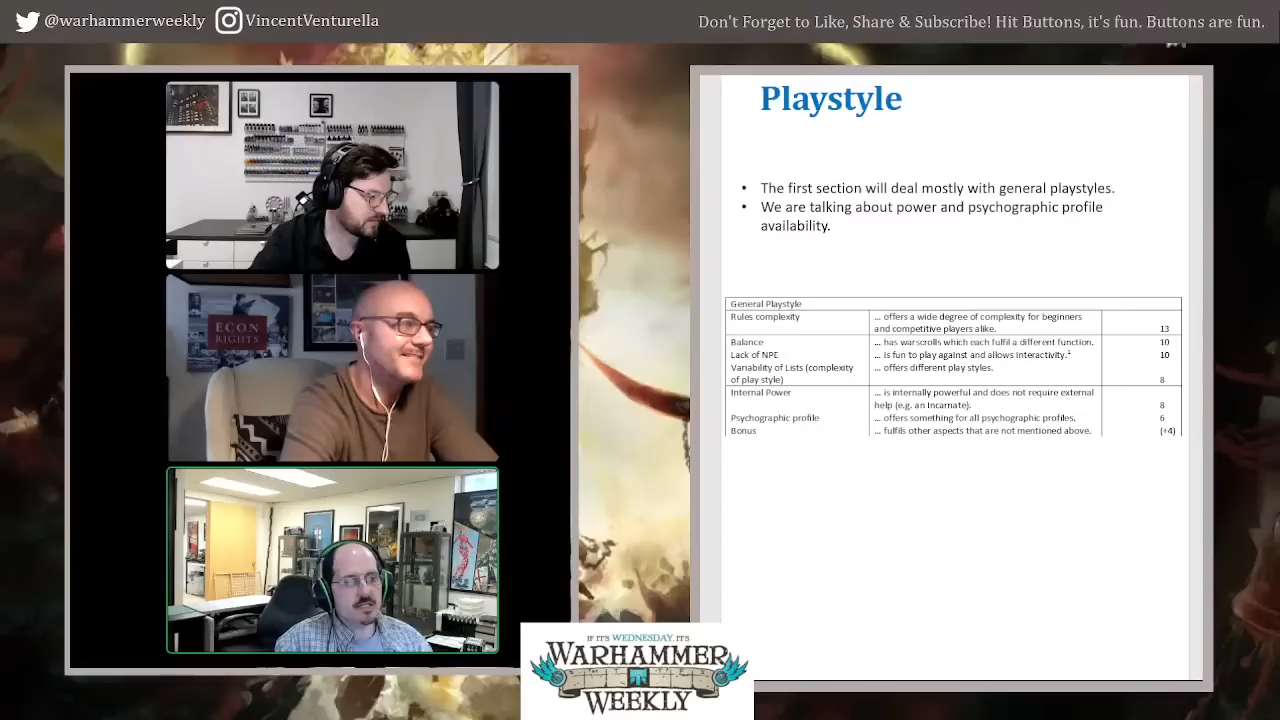 @warhammerweekly VincentVenturella
Don't Forget to Like, Share & Subscribe! Hit Buttons, it's fun. Buttons are fun.
ECON
RIGHTS
Playstyle
• The first section will deal mostly with general playstyles.
• We are talking about power and psychographic profile
availability.
General Playstyle
Rules complexity ... offers a wide degree of complexity for beginners
and competitive players alike. 13
Balance ... has warscrolls which each fulfil a different function. 10
Lack of NPE ... is fun to play against and allows interactivity.¹ 10
Variability of Lists (complexity ... offers different play styles.
of play style) 8
Internal Power ... is internally powerful and does not require external
help (e.g. an Incarnate). 8
Psychographic profile ... offers something for all psychographic profiles. 6
Bonus ... fulfils other aspects that are not mentioned above. (+4)
IF IT'S WEDNESDAY, IT'S
WARHAMMER
WEEKLY